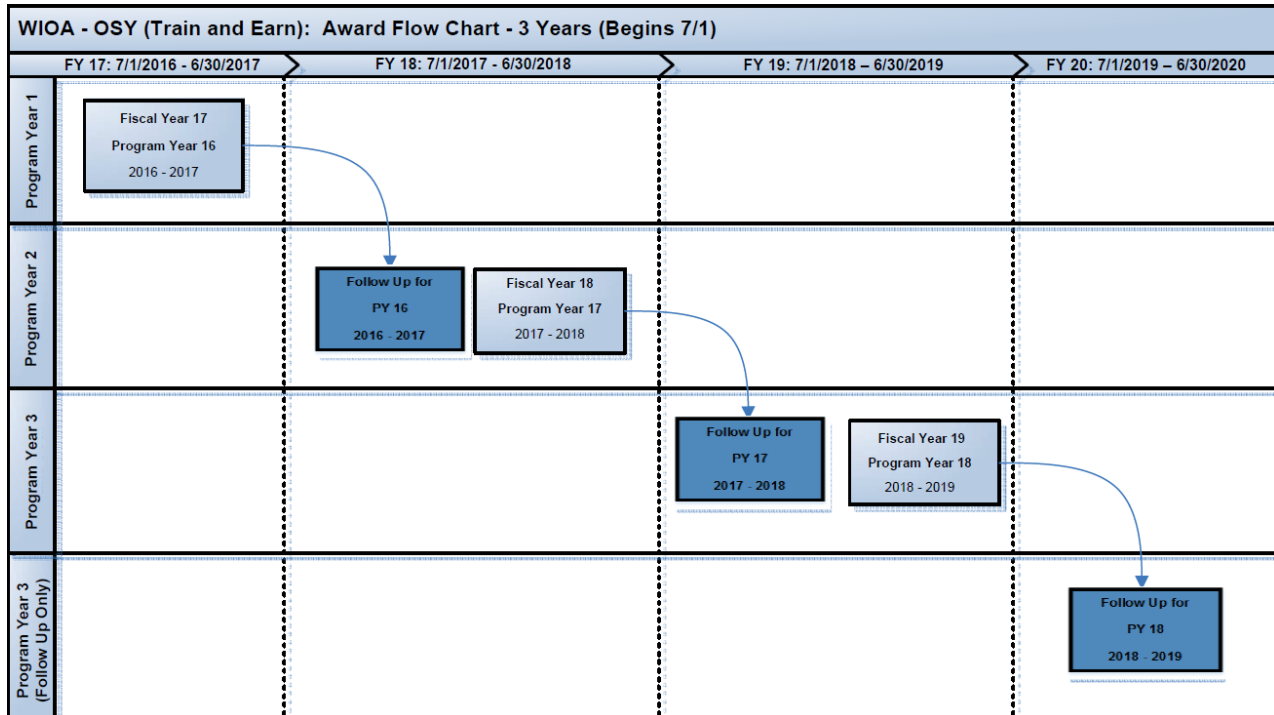 WIOA - OSY (Train and Earn): Award Flow Chart - 3 Years (Begins 7/1)
FY 17: 7/1/2016 - 6/30/2017
FY 18: 7/1/2017 - 6/30/2018
FY 19: 7/1/2018 – 6/30/2019
FY 20: 7/1/2019 – 6/30/2020
Program Year 1
Fiscal Year 17
Program Year 16
2016 - 2017
Program Year 2
Follow Up for
PY 16
2016 - 2017
Fiscal Year 18
Program Year 17
2017 - 2018
Program Year 3
Follow Up for
PY 17
2017 - 2018
Fiscal Year 19
Program Year 18
2018 - 2019
Program Year 3
(Follow Up Only)
Follow Up for
PY 18
2018 - 2019